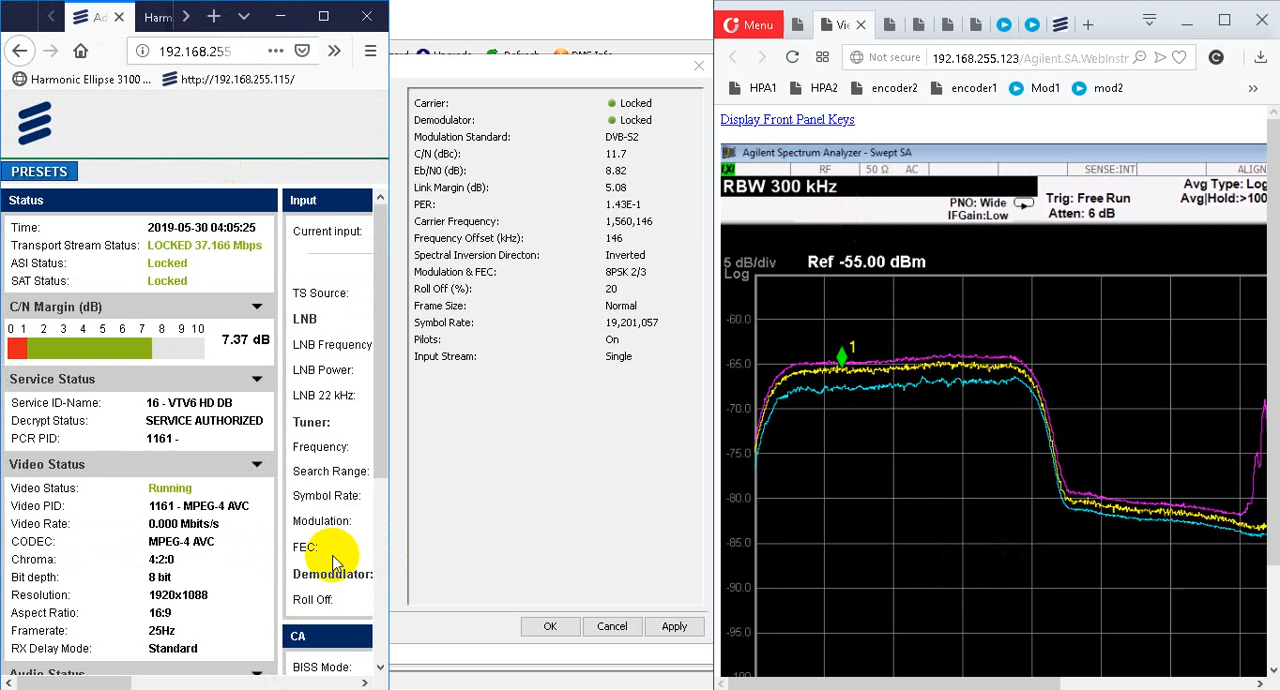 Harm
192.168.255
Harmonic Ellipse 3100 ...
http://192.168.255.115/
PRESETS
Status
Time: 2019-05-30 04:05:25
Transport Stream Status: LOCKED 37.166 Mbps
ASI Status: Locked
SAT Status: Locked
C/N Margin (dB)
0 1 2 3 4 5 6 7 8 9 10
7.37 dB
Service Status
Service ID-Name: 16 - VTV6 HD DB
Decrypt Status: SERVICE AUTHORIZED
PCR PID: 1161 -
Video Status
Video Status: Running
Video PID: 1161 - MPEG-4 AVC
Video Rate: 0.000 Mbits/s
CODEC: MPEG-4 AVC
Chroma: 4:2:0
Bit depth: 8 bit
Resolution: 1920x1088
Aspect Ratio: 16:9
Framerate: 25Hz
RX Delay Mode: Standard
Audio Status
Input
Current input:
TS Source:
LNB
LNB Frequency
LNB Power:
LNB 22 kHz:
Tuner:
Frequency:
Search Range:
Symbol Rate:
Modulation:
FEC:
Demodulator:
Roll Off:
CA
BISS Mode:
Carrier: Locked
Demodulator: Locked
Modulation Standard: DVB-S2
C/N (dBc): 11.7
Eb/N0 (dB): 8.82
Link Margin (dB): 5.08
PER: 1.43E-1
Carrier Frequency: 1,560,146
Frequency Offset (kHz): 146
Spectral Inversion Directon: Inverted
Modulation & FEC: 8PSK 2/3
Roll Off (%): 20
Frame Size: Normal
Symbol Rate: 19,201,057
Pilots: On
Input Stream: Single
OK Cancel Apply
Menu
Vie
Not secure 192.168.255.123/Agilent.SA.WebInstr
HPA1 HPA2 encoder2 encoder1 Mod1 mod2
Display Front Panel Keys
Agilent Spectrum Analyzer - Swept SA
LXI RF 50 Ω AC SENSE:INT ALIGN
RBW 300 kHz
PNO: Wide
IFGain:Low
Trig: Free Run
Atten: 6 dB
Avg Type: Log
Avg|Hold:>100
5 dB/div
Log
Ref -55.00 dBm
1
-60.0
-65.0
-70.0
-75.0
-80.0
-85.0
-90.0
-95.0